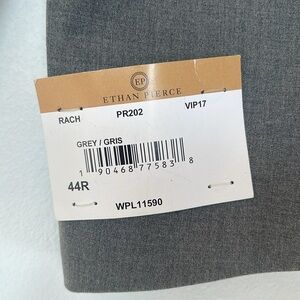 EP
ETHAN PIERCE
RACH PR202 VIP17
GREY / GRIS
1 90468 77583 8
44R
WPL11590